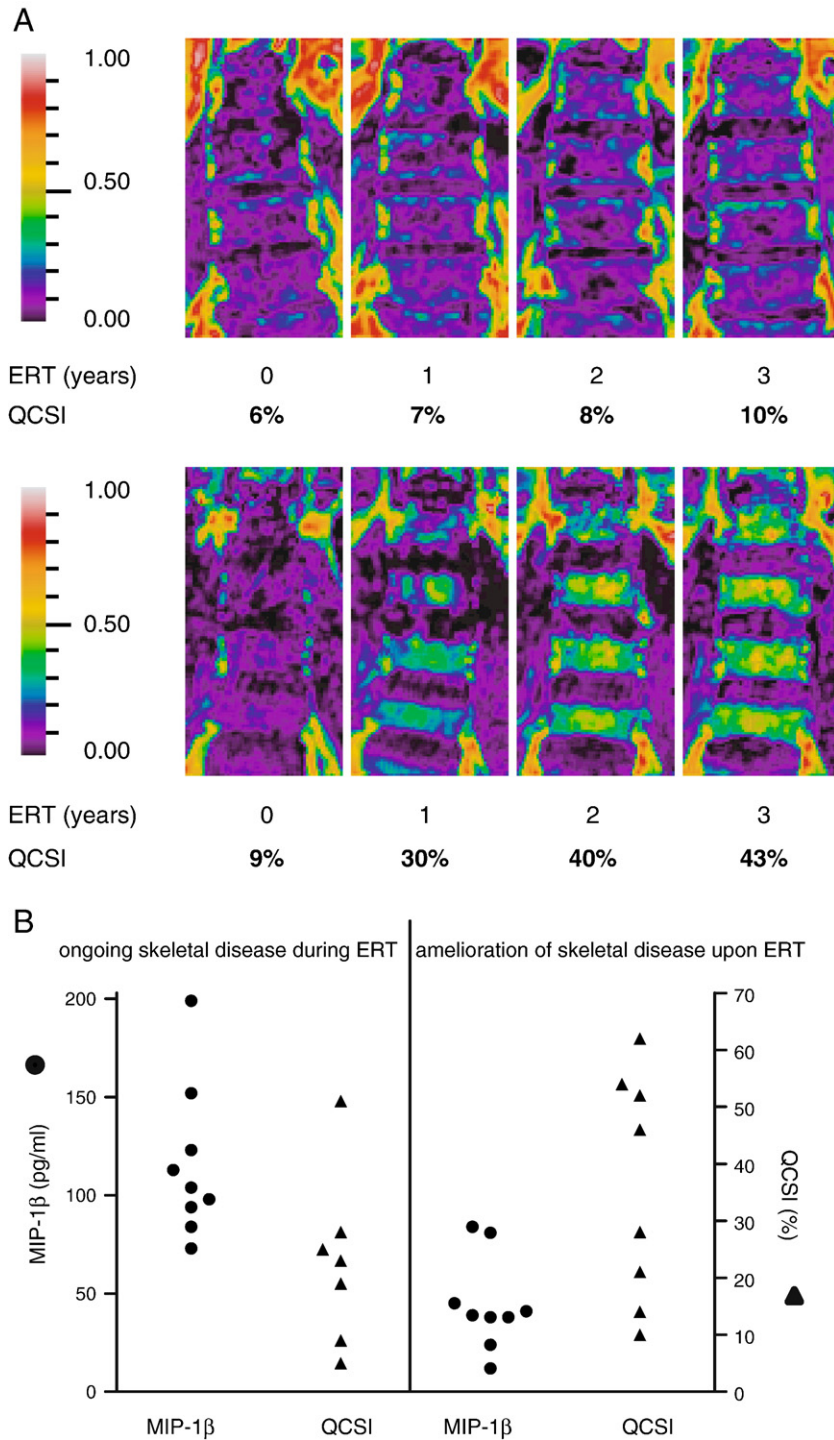 A
1.00
0.50
0.00
ERT (years) 0 1 2 3
QCSI 6% 7% 8% 10%
1.00
0.50
0.00
ERT (years) 0 1 2 3
QCSI 9% 30% 40% 43%
B
ongoing skeletal disease during ERT
amelioration of skeletal disease upon ERT
MIP-1β (pg/ml)
200
150
100
50
0
70
60
50
40
30
20
10
0
QCSI (%)
MIP-1β QCSI MIP-1β QCSI